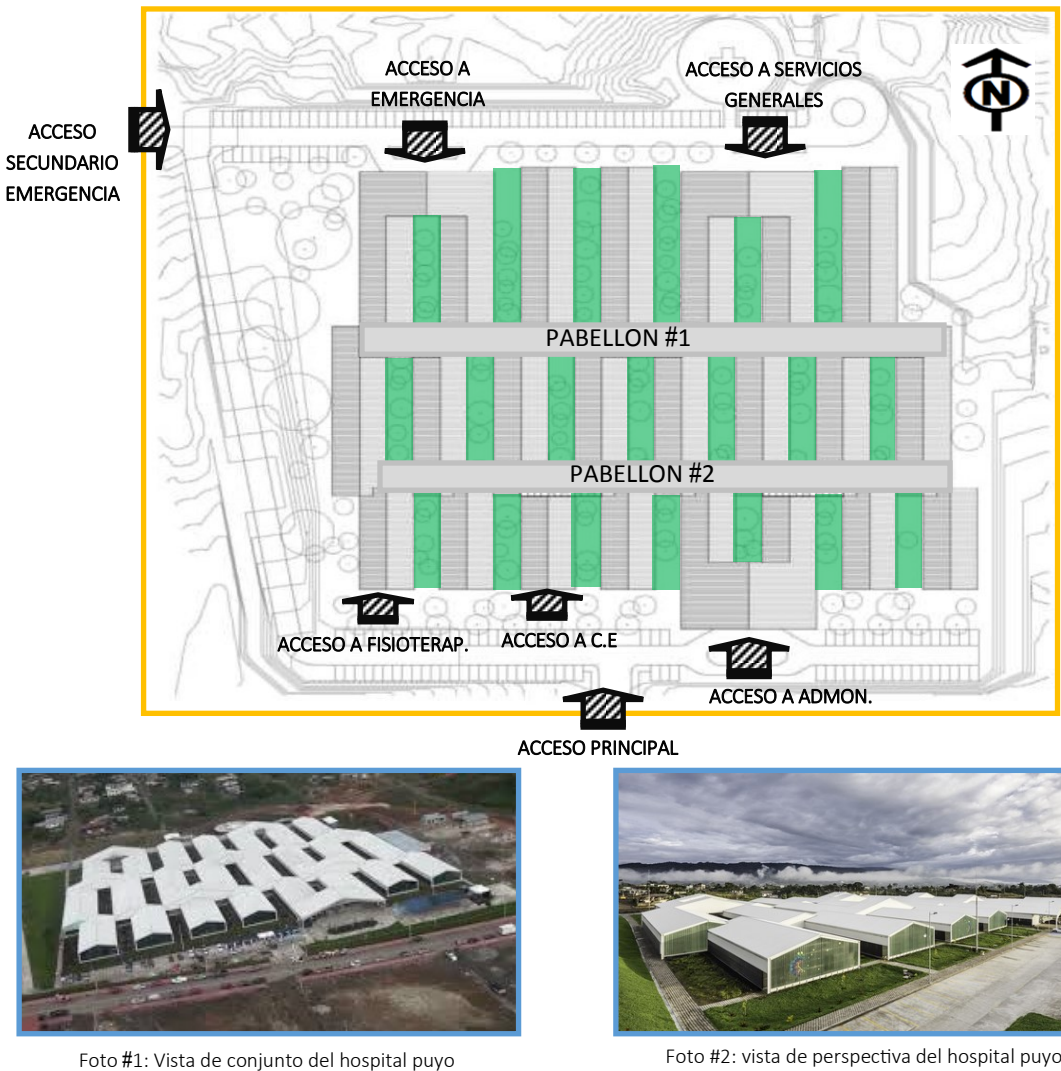 ACCESO A
EMERGENCIA
ACCESO A SERVICIOS
GENERALES
N
ACCESO
SECUNDARIO
EMERGENCIA
PABELLON #1
PABELLON #2
ACCESO A FISIOTERAP.
ACCESO A C.E
ACCESO A ADMON.
ACCESO PRINCIPAL
Foto #1: Vista de conjunto del hospital puyo
Foto #2: vista de perspectiva del hospital puyo